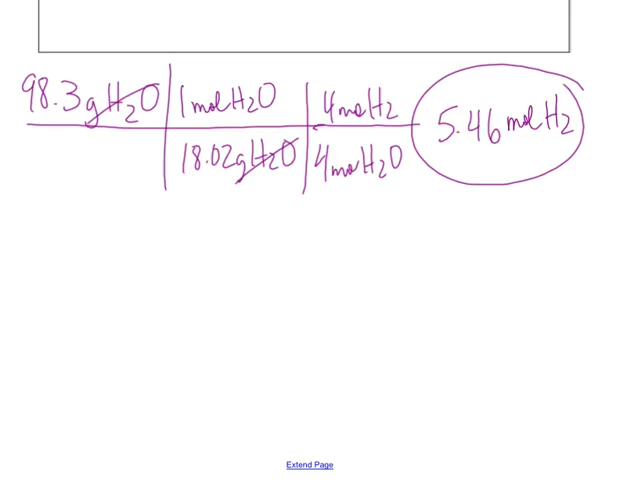 98.3 g H2O | 1 mol H2O | 4 mol H2 5.46 mol H2
18.02 g H2O | 4 mol H2O
Extend Page